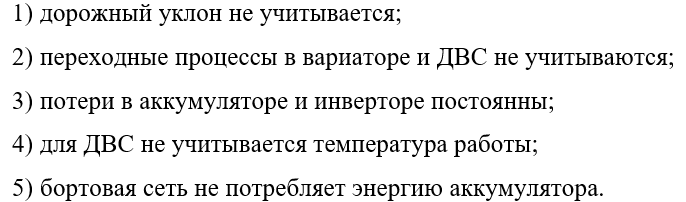 1) дорожный уклон не учитывается;
2) переходные процессы в вариаторе и ДВС не учитываются;
3) потери в аккумуляторе и инверторе постоянны;
4) для ДВС не учитывается температура работы;
5) бортовая сеть не потребляет энергию аккумулятора.